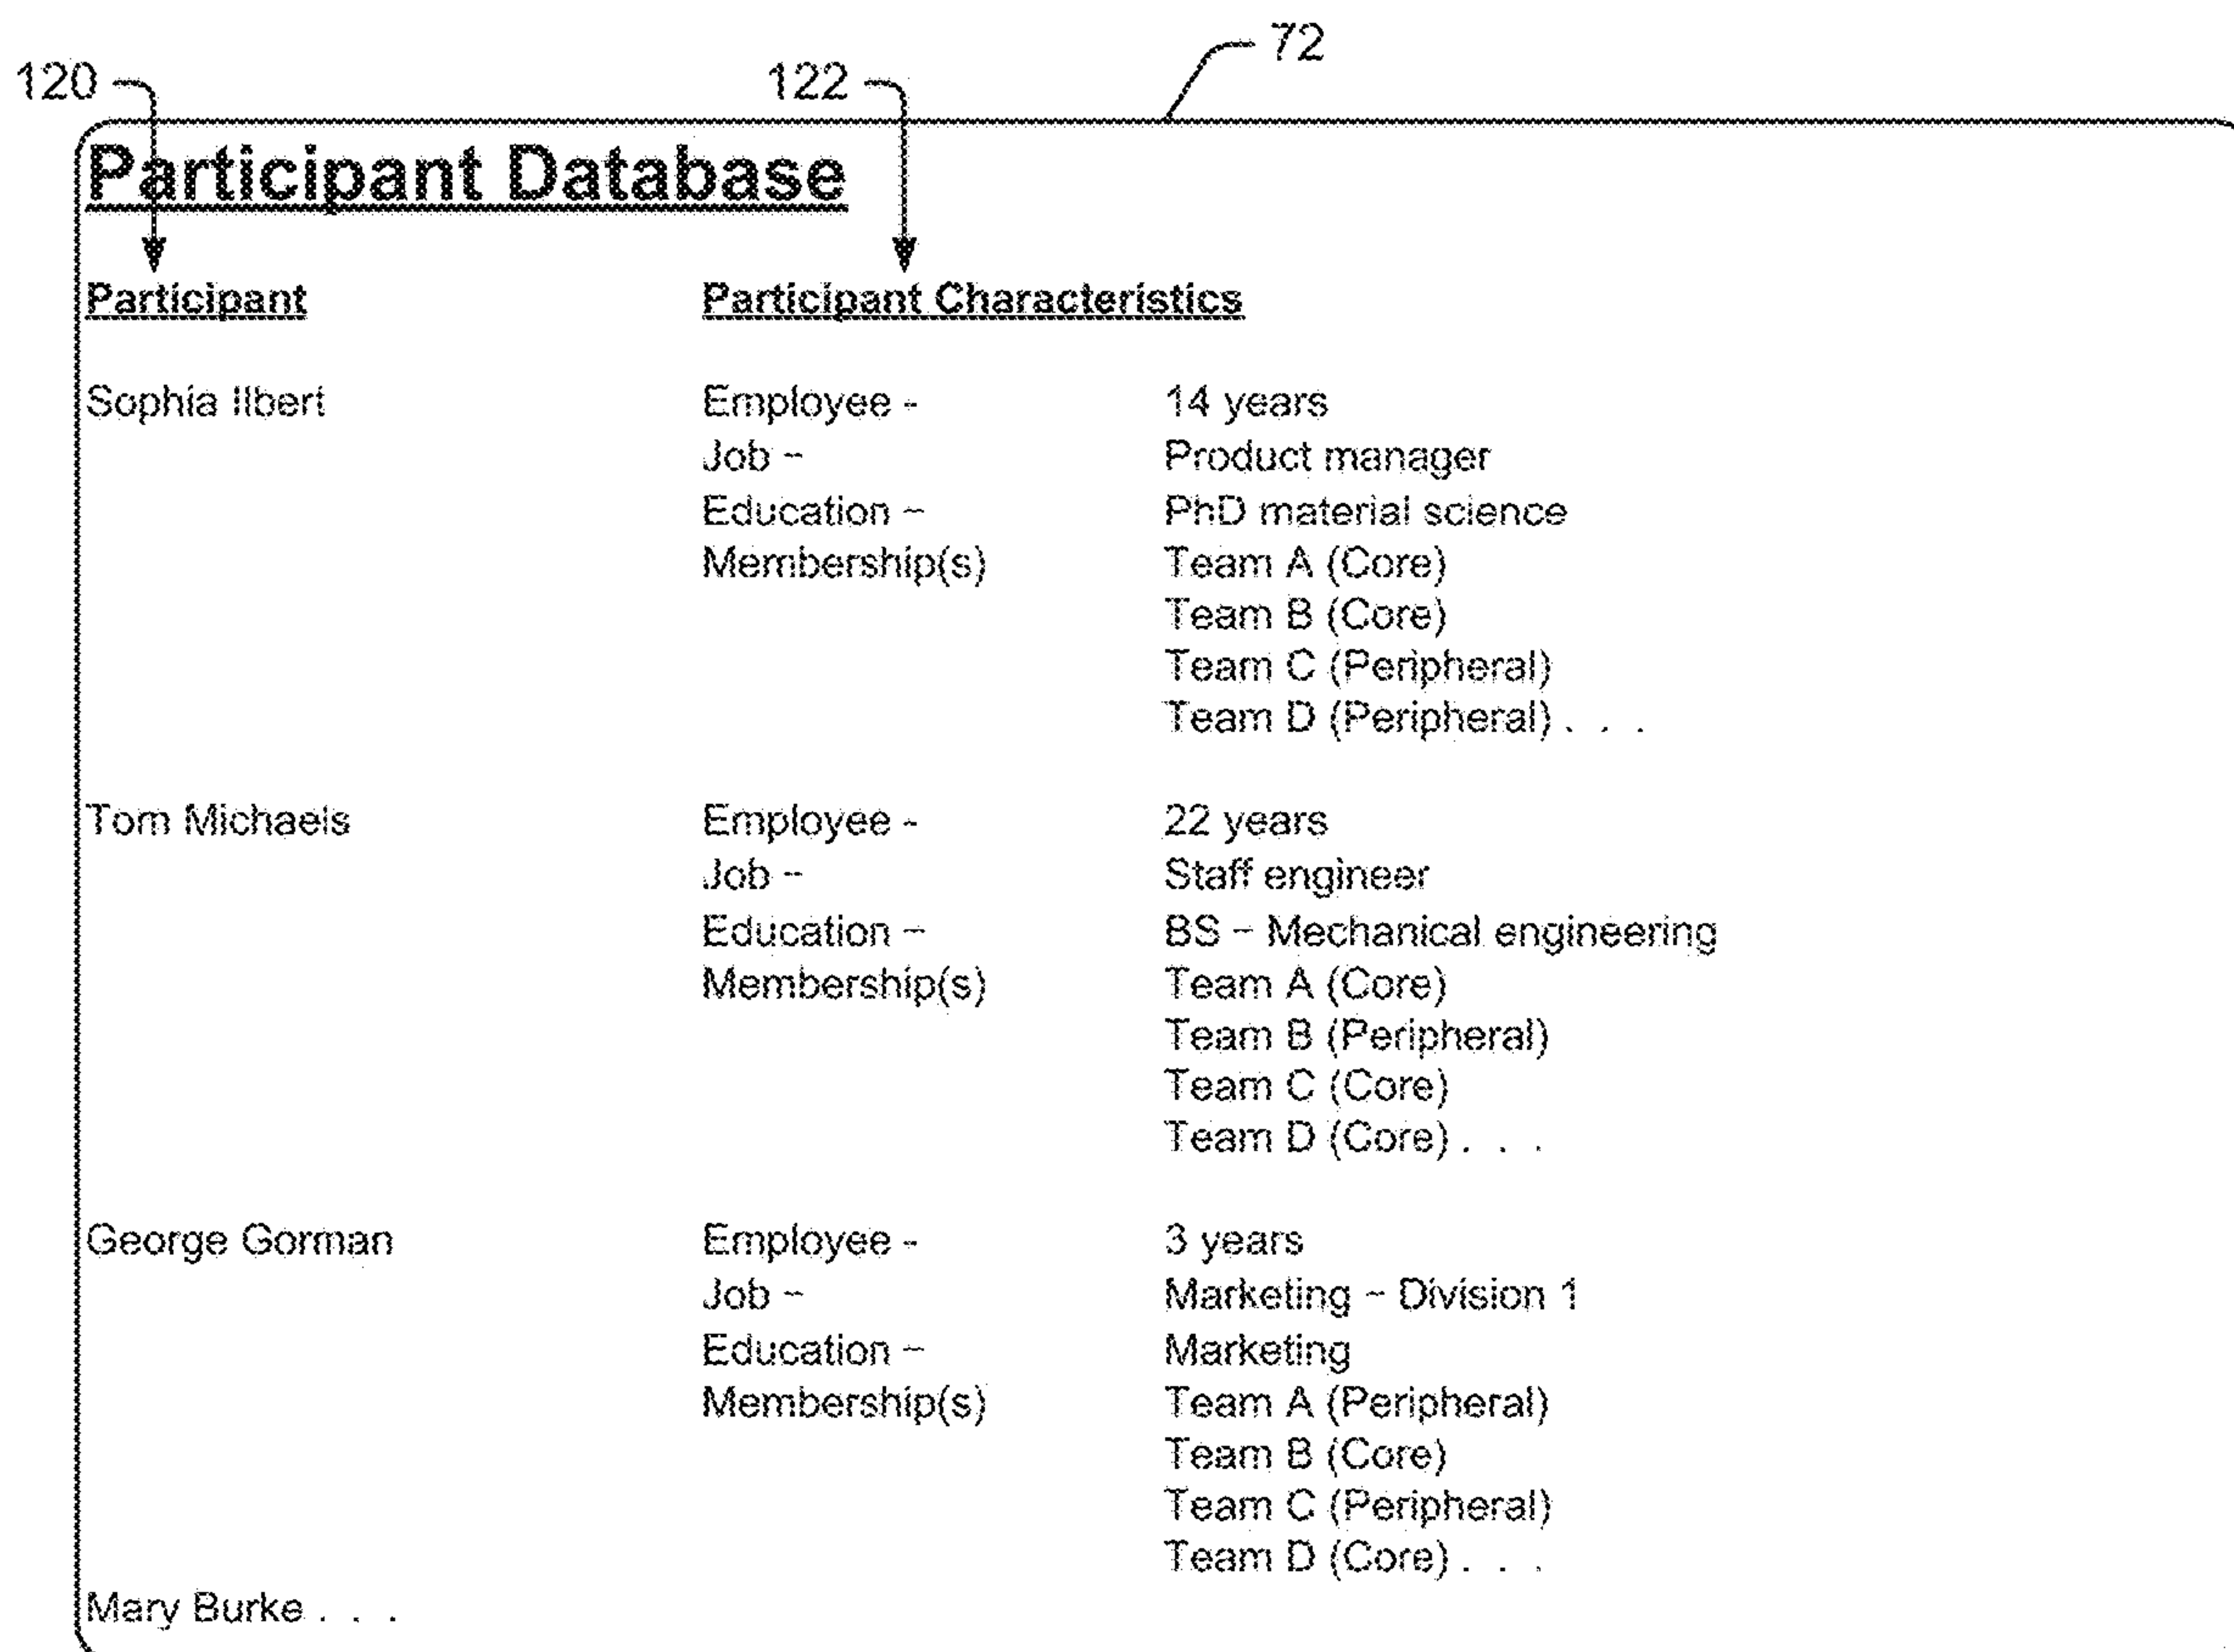 72
120
122
Participant Database
Participant Participant Characteristics
Sophia Ilbert Employee - 14 years
Job – Product manager
Education – PhD material science
Membership(s) Team A (Core)
Team B (Core)
Team C (Peripheral)
Team D (Peripheral) . . .
Tom Michaels Employee - 22 years
Job – Staff engineer
Education – BS – Mechanical engineering
Membership(s) Team A (Core)
Team B (Peripheral)
Team C (Core)
Team D (Core) . . .
George Gorman Employee - 3 years
Job – Marketing – Division 1
Education – Marketing
Membership(s) Team A (Peripheral)
Team B (Core)
Team C (Peripheral)
Team D (Core) . . .
Mary Burke . . .